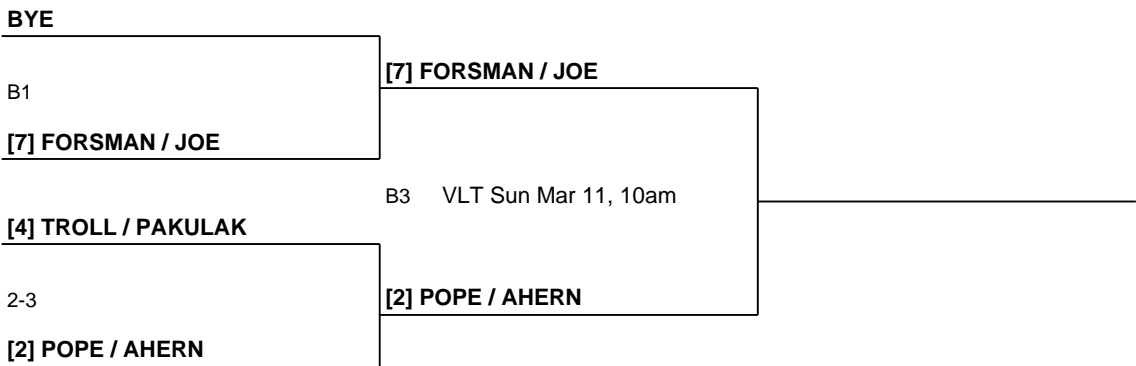 BYE
[7] FORSMAN / JOE
B1
[7] FORSMAN / JOE
B3 VLT Sun Mar 11, 10am
[4] TROLL / PAKULAK
2-3
[2] POPE / AHERN
[2] POPE / AHERN